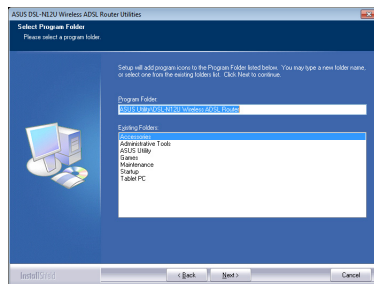 ASUS DSL-N12U Wireless ADSL Router Utilities
Select Program Folder
Please select a program folder.
Setup will add program icons to the Program Folder listed below. You may type a new folder name,
or select one from the existing folders list. Click Next to continue.
Program Folder:
ASUS Utility\DSL-N12U Wireless ADSL Router
Existing Folders:
Accessories
Administrative Tools
ASUS Utility
Games
Maintenance
Startup
Tablet PC
InstallShield
< Back
Next >
Cancel